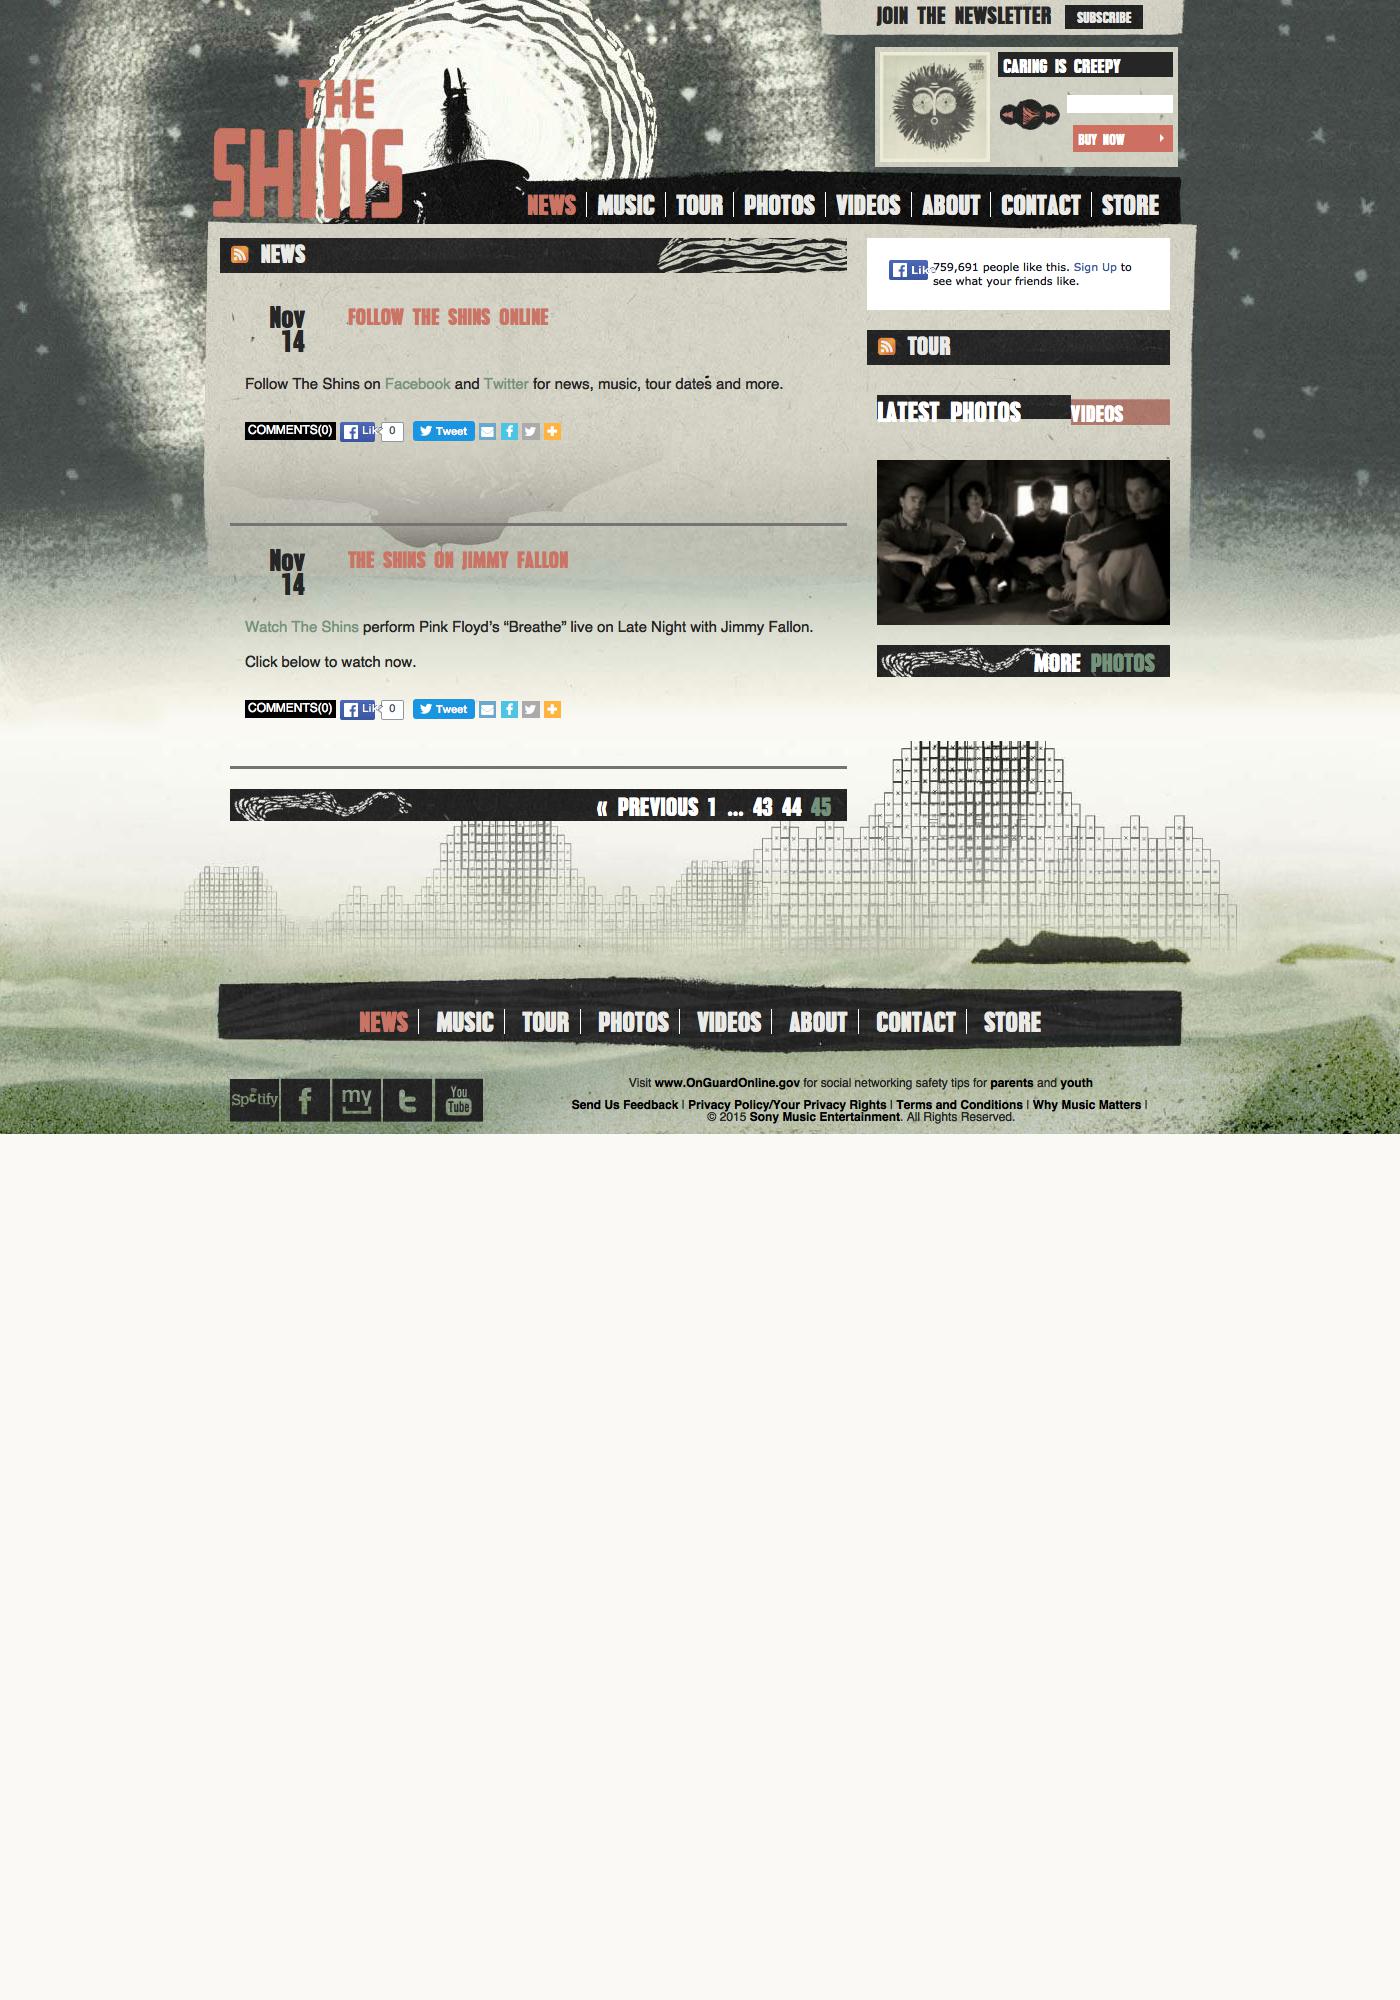 JOIN THE NEWSLETTER SUBSCRIBE
THE
SHINS
THE
SHINS
CARING IS CREEPY
BUY NOW
NEWS MUSIC TOUR PHOTOS VIDEOS ABOUT CONTACT STORE
NEWS
Nov
14
FOLLOW THE SHINS ONLINE
Follow The Shins on Facebook and Twitter for news, music, tour dates and more.
COMMENTS(0) Lik 0 Tweet
Nov
14
THE SHINS ON JIMMY FALLON
Watch The Shins perform Pink Floyd’s “Breathe” live on Late Night with Jimmy Fallon.
Click below to watch now.
COMMENTS(0) Lik 0 Tweet
« PREVIOUS 1 ... 43 44 45
Like 759,691 people like this. Sign Up to
see what your friends like.
TOUR
LATEST PHOTOS VIDEOS
MORE PHOTOS
NEWS MUSIC TOUR PHOTOS VIDEOS ABOUT CONTACT STORE
Spotify f my t You
Tube
Visit www.OnGuardOnline.gov for social networking safety tips for parents and youth
Send Us Feedback | Privacy Policy/Your Privacy Rights | Terms and Conditions | Why Music Matters |
© 2015 Sony Music Entertainment. All Rights Reserved.